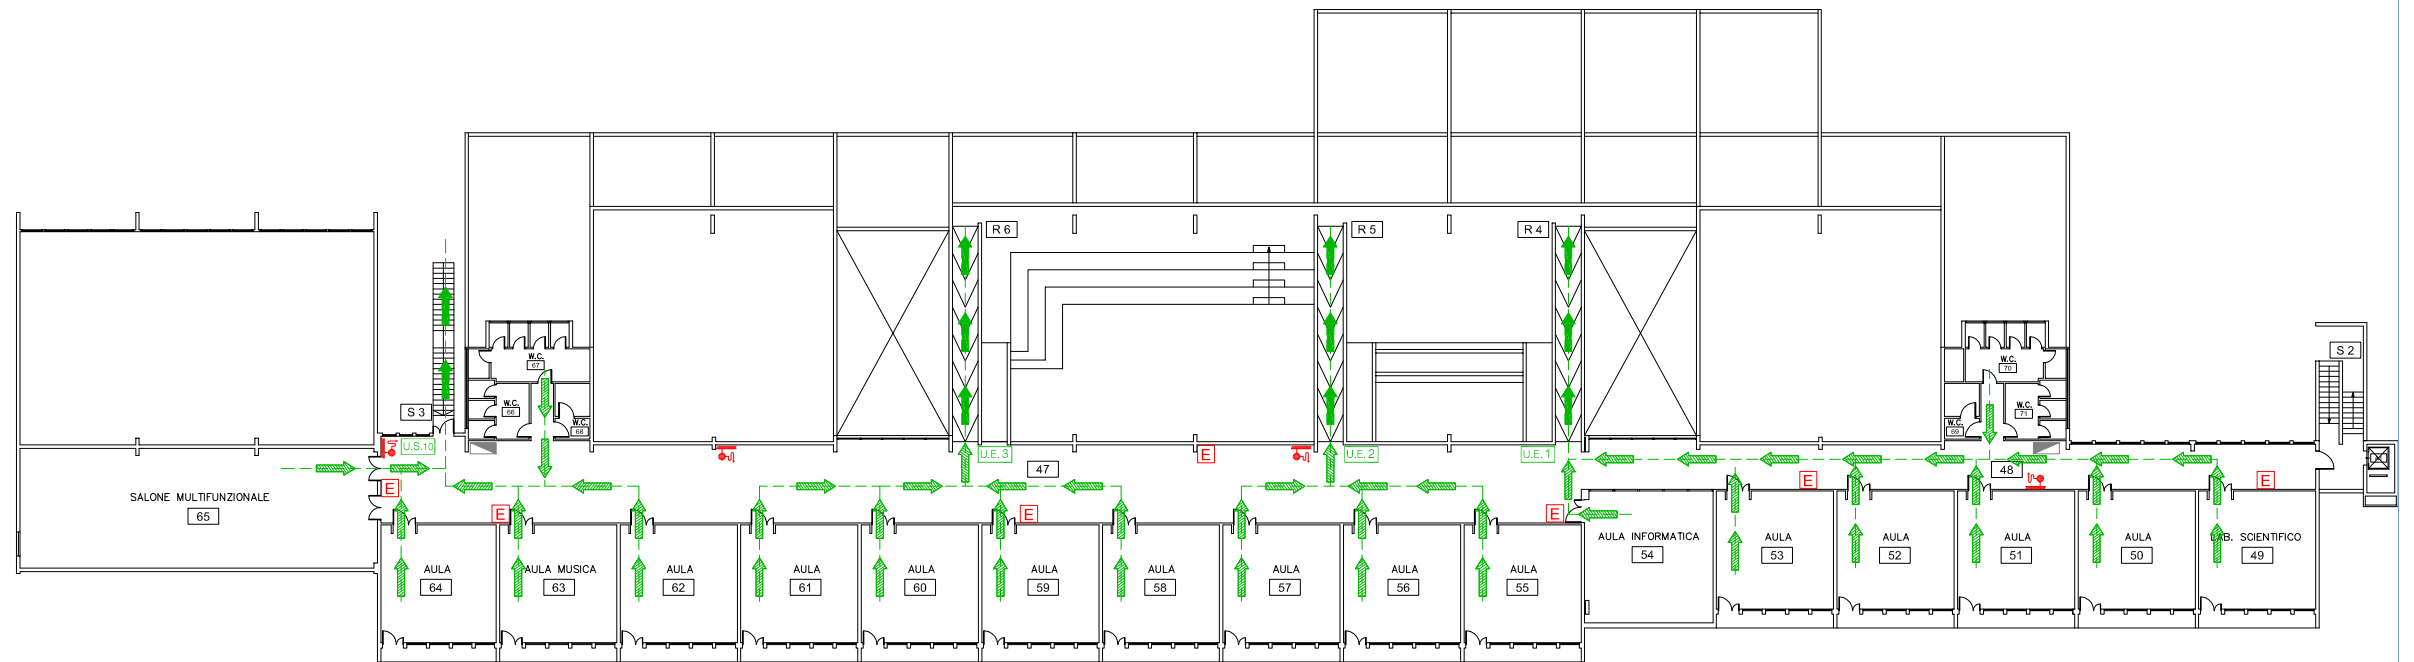 R 6
R 5
R 4
S 2
W.C.
67
W.C.
70
W.C.
66
W.C.
71
S 3
W.C.
68
W.C.
69
U.S.10
U.E. 3
E
U.E. 2
U.E. 1
47
48
E
E
E
SALONE MULTIFUNZIONALE
65
E
E
E
AULA INFORMATICA
54
AULA
53
AULA
52
AULA
51
AULA
50
LAB. SCIENTIFICO
49
AULA
64
AULA MUSICA
63
AULA
62
AULA
61
AULA
60
AULA
59
AULA
58
AULA
57
AULA
56
AULA
55